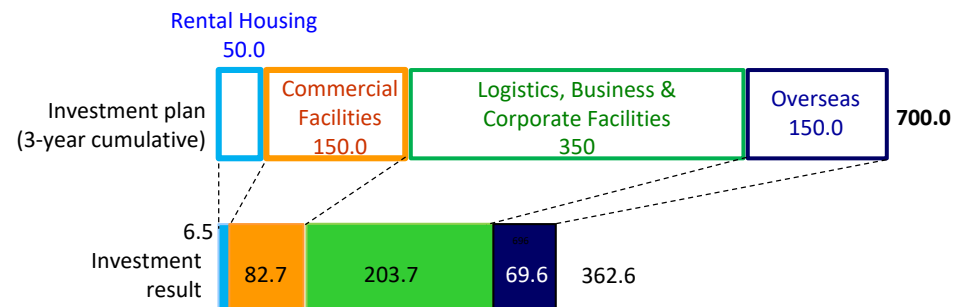 Rental Housing
50.0
Investment plan
(3-year cumulative)
Commercial
Facilities
150.0
Logistics, Business &
Corporate Facilities
350
Overseas
150.0
700.0
6.5
Investment
result
82.7
203.7
69.6
362.6